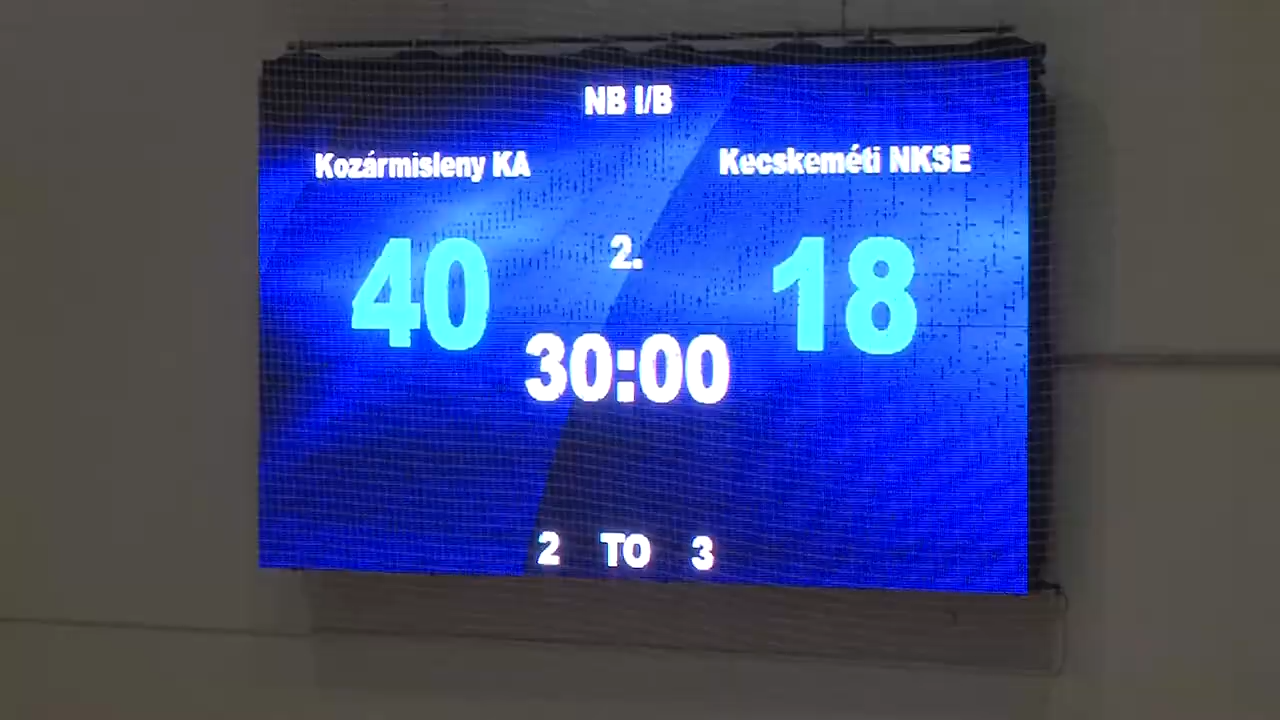 NB I/B
Kozármisleny KA
Kecskeméti NKSE
40
2.
18
30:00
2 TO 3